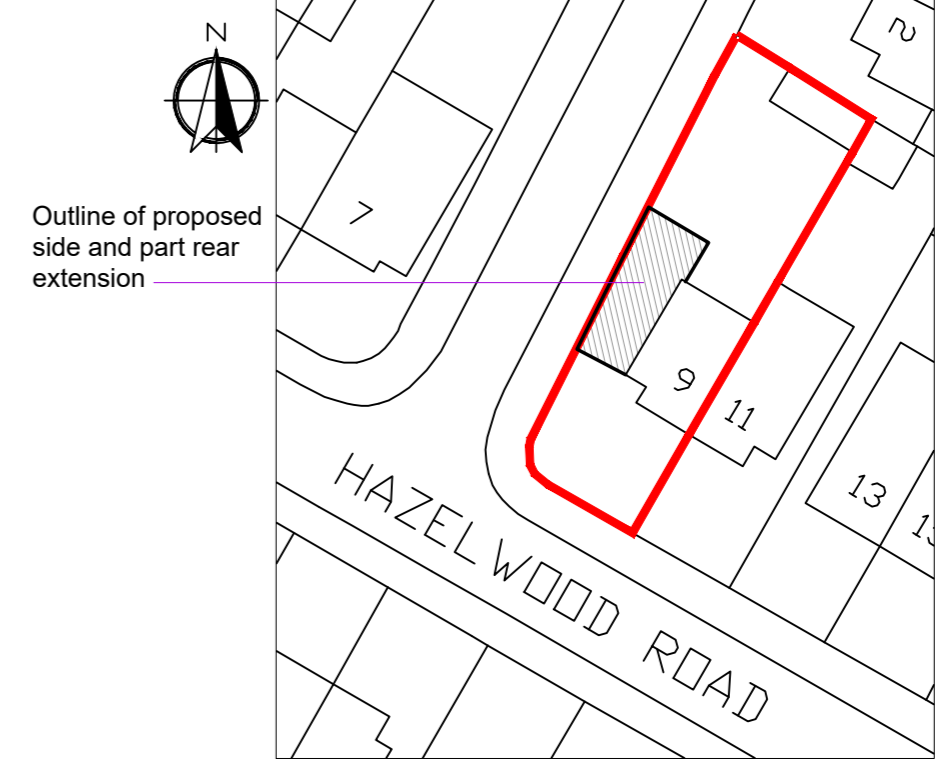 N
2
Outline of proposed
side and part rear
extension
7
9
11
13
HAZELWOOD ROAD